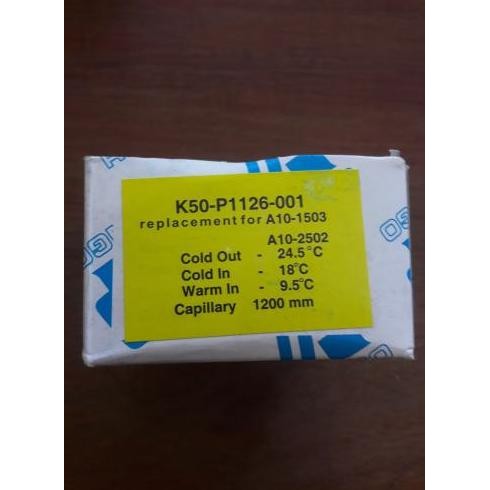 K50-P1126-001
replacement for A10-1503
A10-2502
Cold Out - 24.5°C
Cold In - 18°C
Warm In - 9.5°C
Capillary 1200 mm